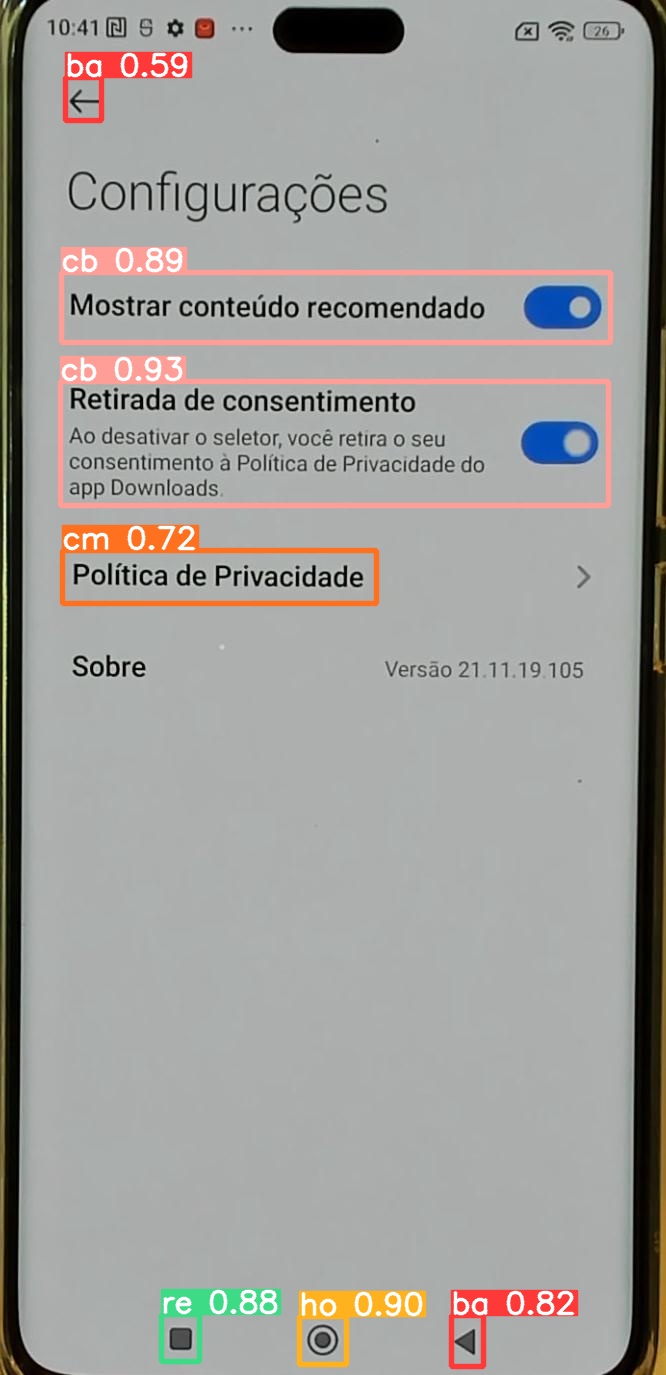 10:41
26
ba 0.59
Configurações
cb 0.89
Mostrar conteúdo recomendado
cb 0.93
Retirada de consentimento
Ao desativar o seletor, você retira o seu
consentimento à Política de Privacidade do
app Downloads.
cm 0.72
Política de Privacidade
Sobre
Versão 21.11.19.105
re 0.88
ho 0.90
ba 0.82